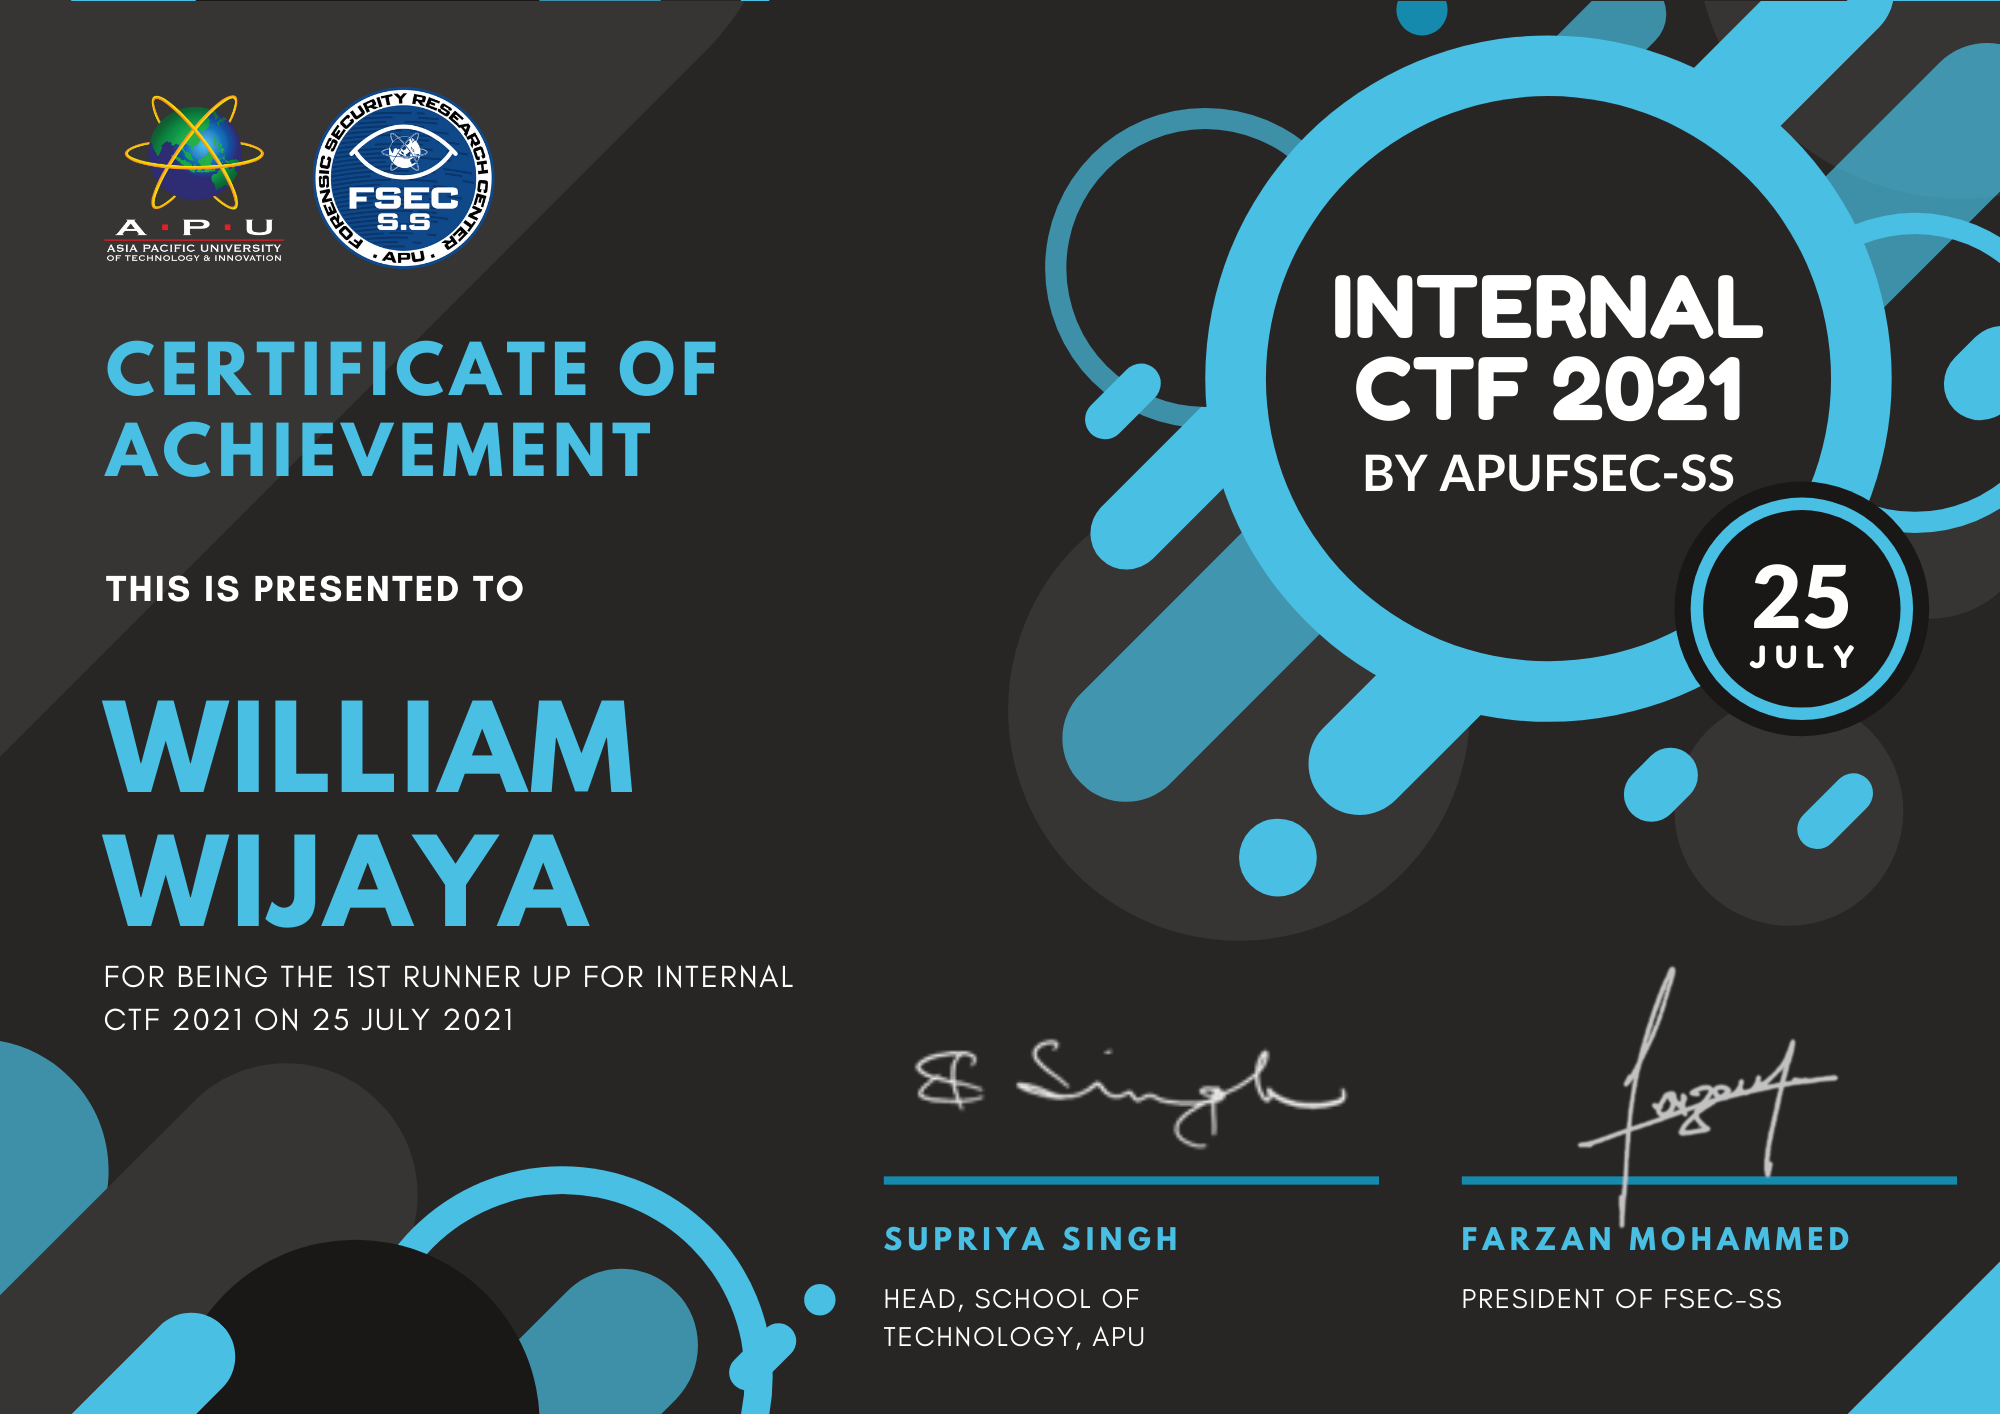 A·P·U
ASIA PACIFIC UNIVERSITY
OF TECHNOLOGY & INNOVATION
FORENSIC SECURITY RESEARCH CENTER
FSEC
S.S
· APU ·
CERTIFICATE OF
ACHIEVEMENT
THIS IS PRESENTED TO
WILLIAM
WIJAYA
FOR BEING THE 1ST RUNNER UP FOR INTERNAL
CTF 2021 ON 25 JULY 2021
INTERNAL
CTF 2021
BY APUFSEC-SS
25
JULY
S Singh
Farzan
SUPRIYA SINGH
HEAD, SCHOOL OF
TECHNOLOGY, APU
FARZAN MOHAMMED
PRESIDENT OF FSEC-SS